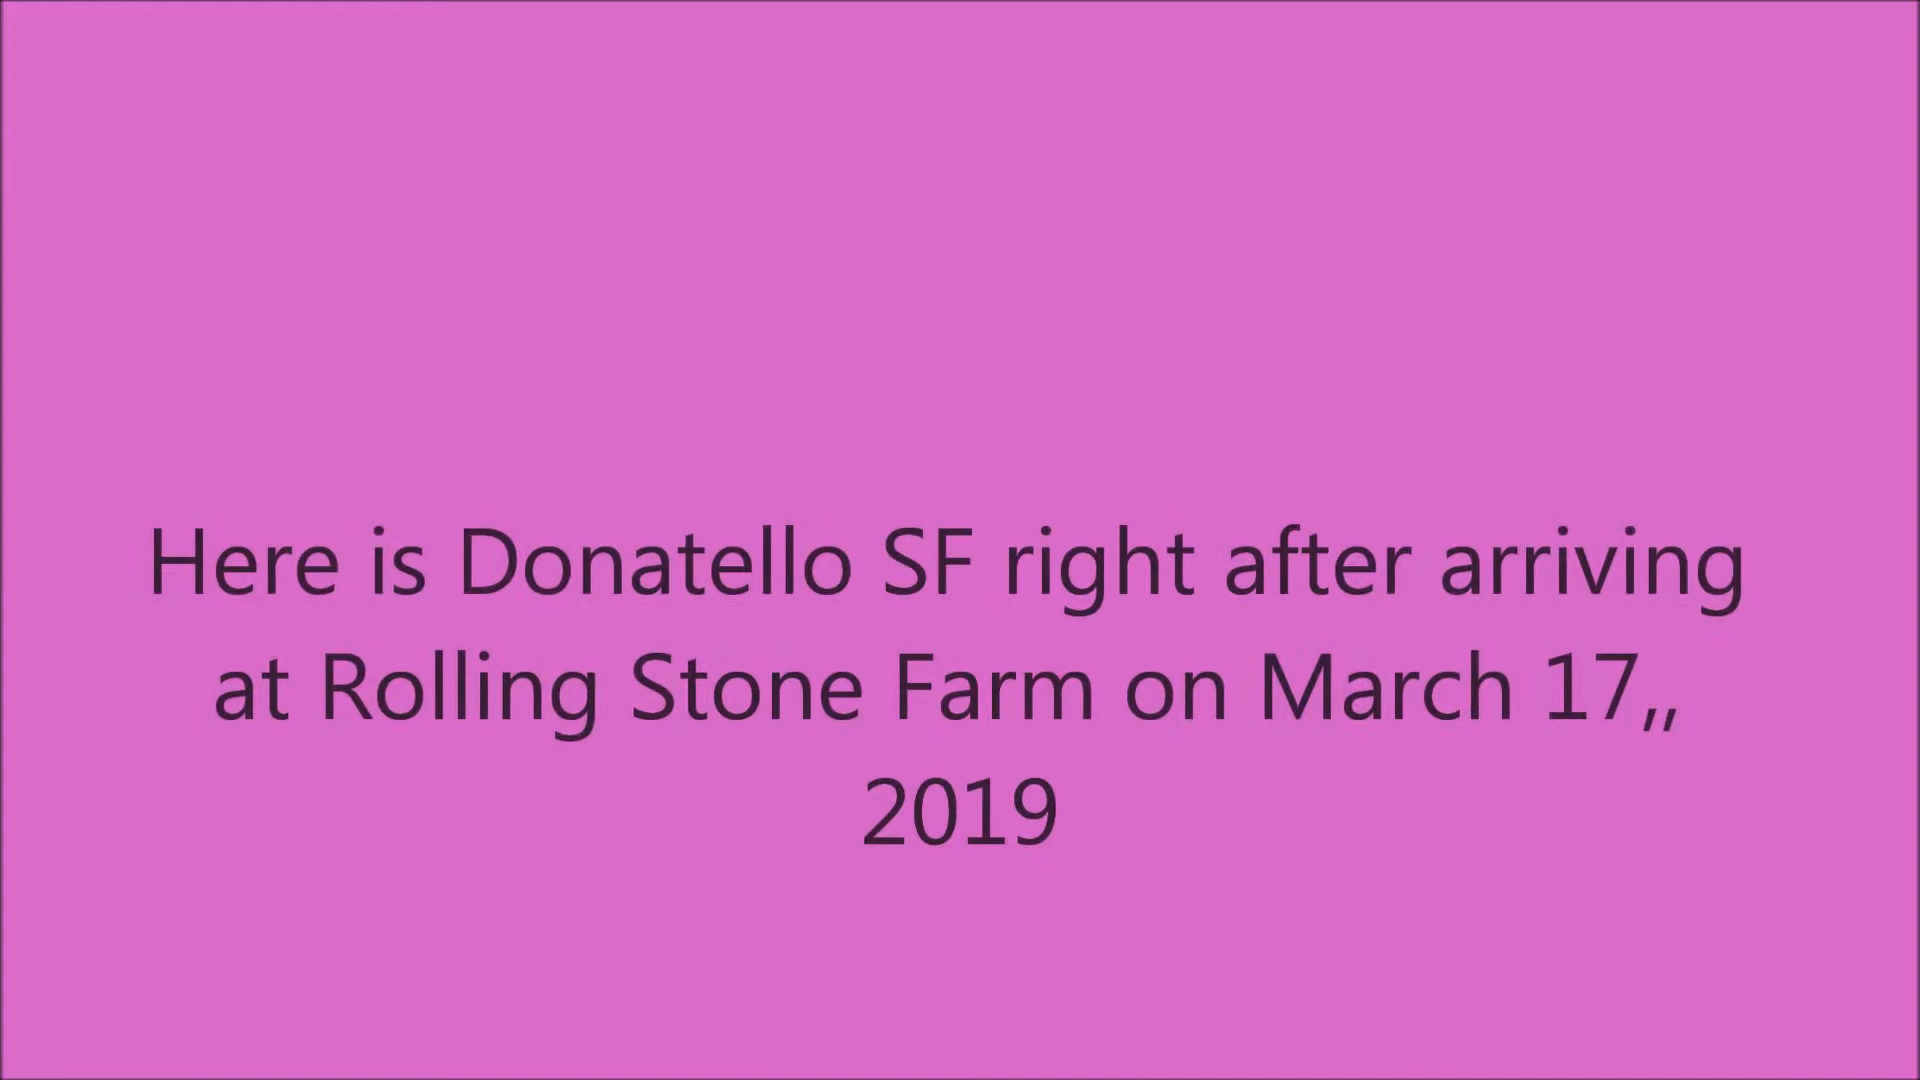 Here is Donatello SF right after arriving
at Rolling Stone Farm on March 17,,
2019